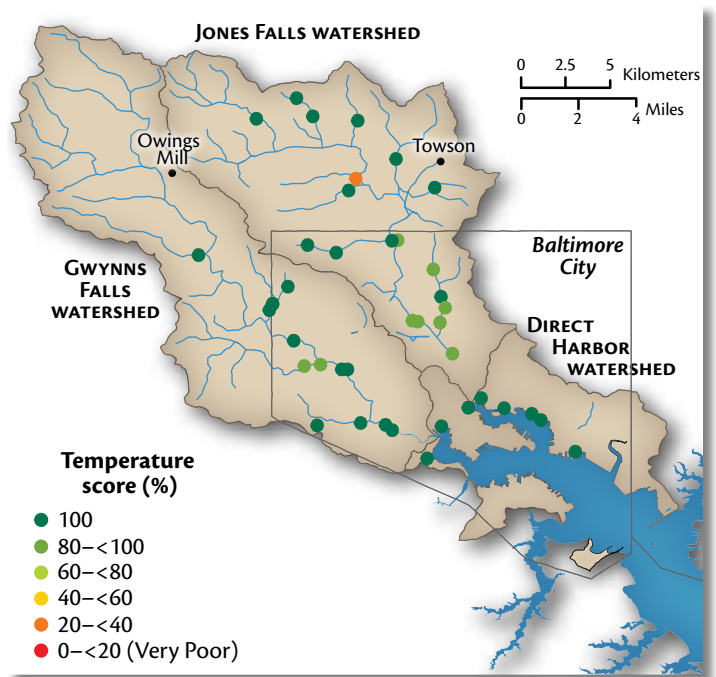 JONES FALLS WATERSHED
0 2.5 5 Kilometers
0 2 4 Miles
Owings
Mill
Towson
Baltimore
City
GWYNNS
FALLS
WATERSHED
DIRECT
HARBOR
WATERSHED
Temperature
score (%)
100
80–<100
60–<80
40–<60
20–<40
0–<20 (Very Poor)